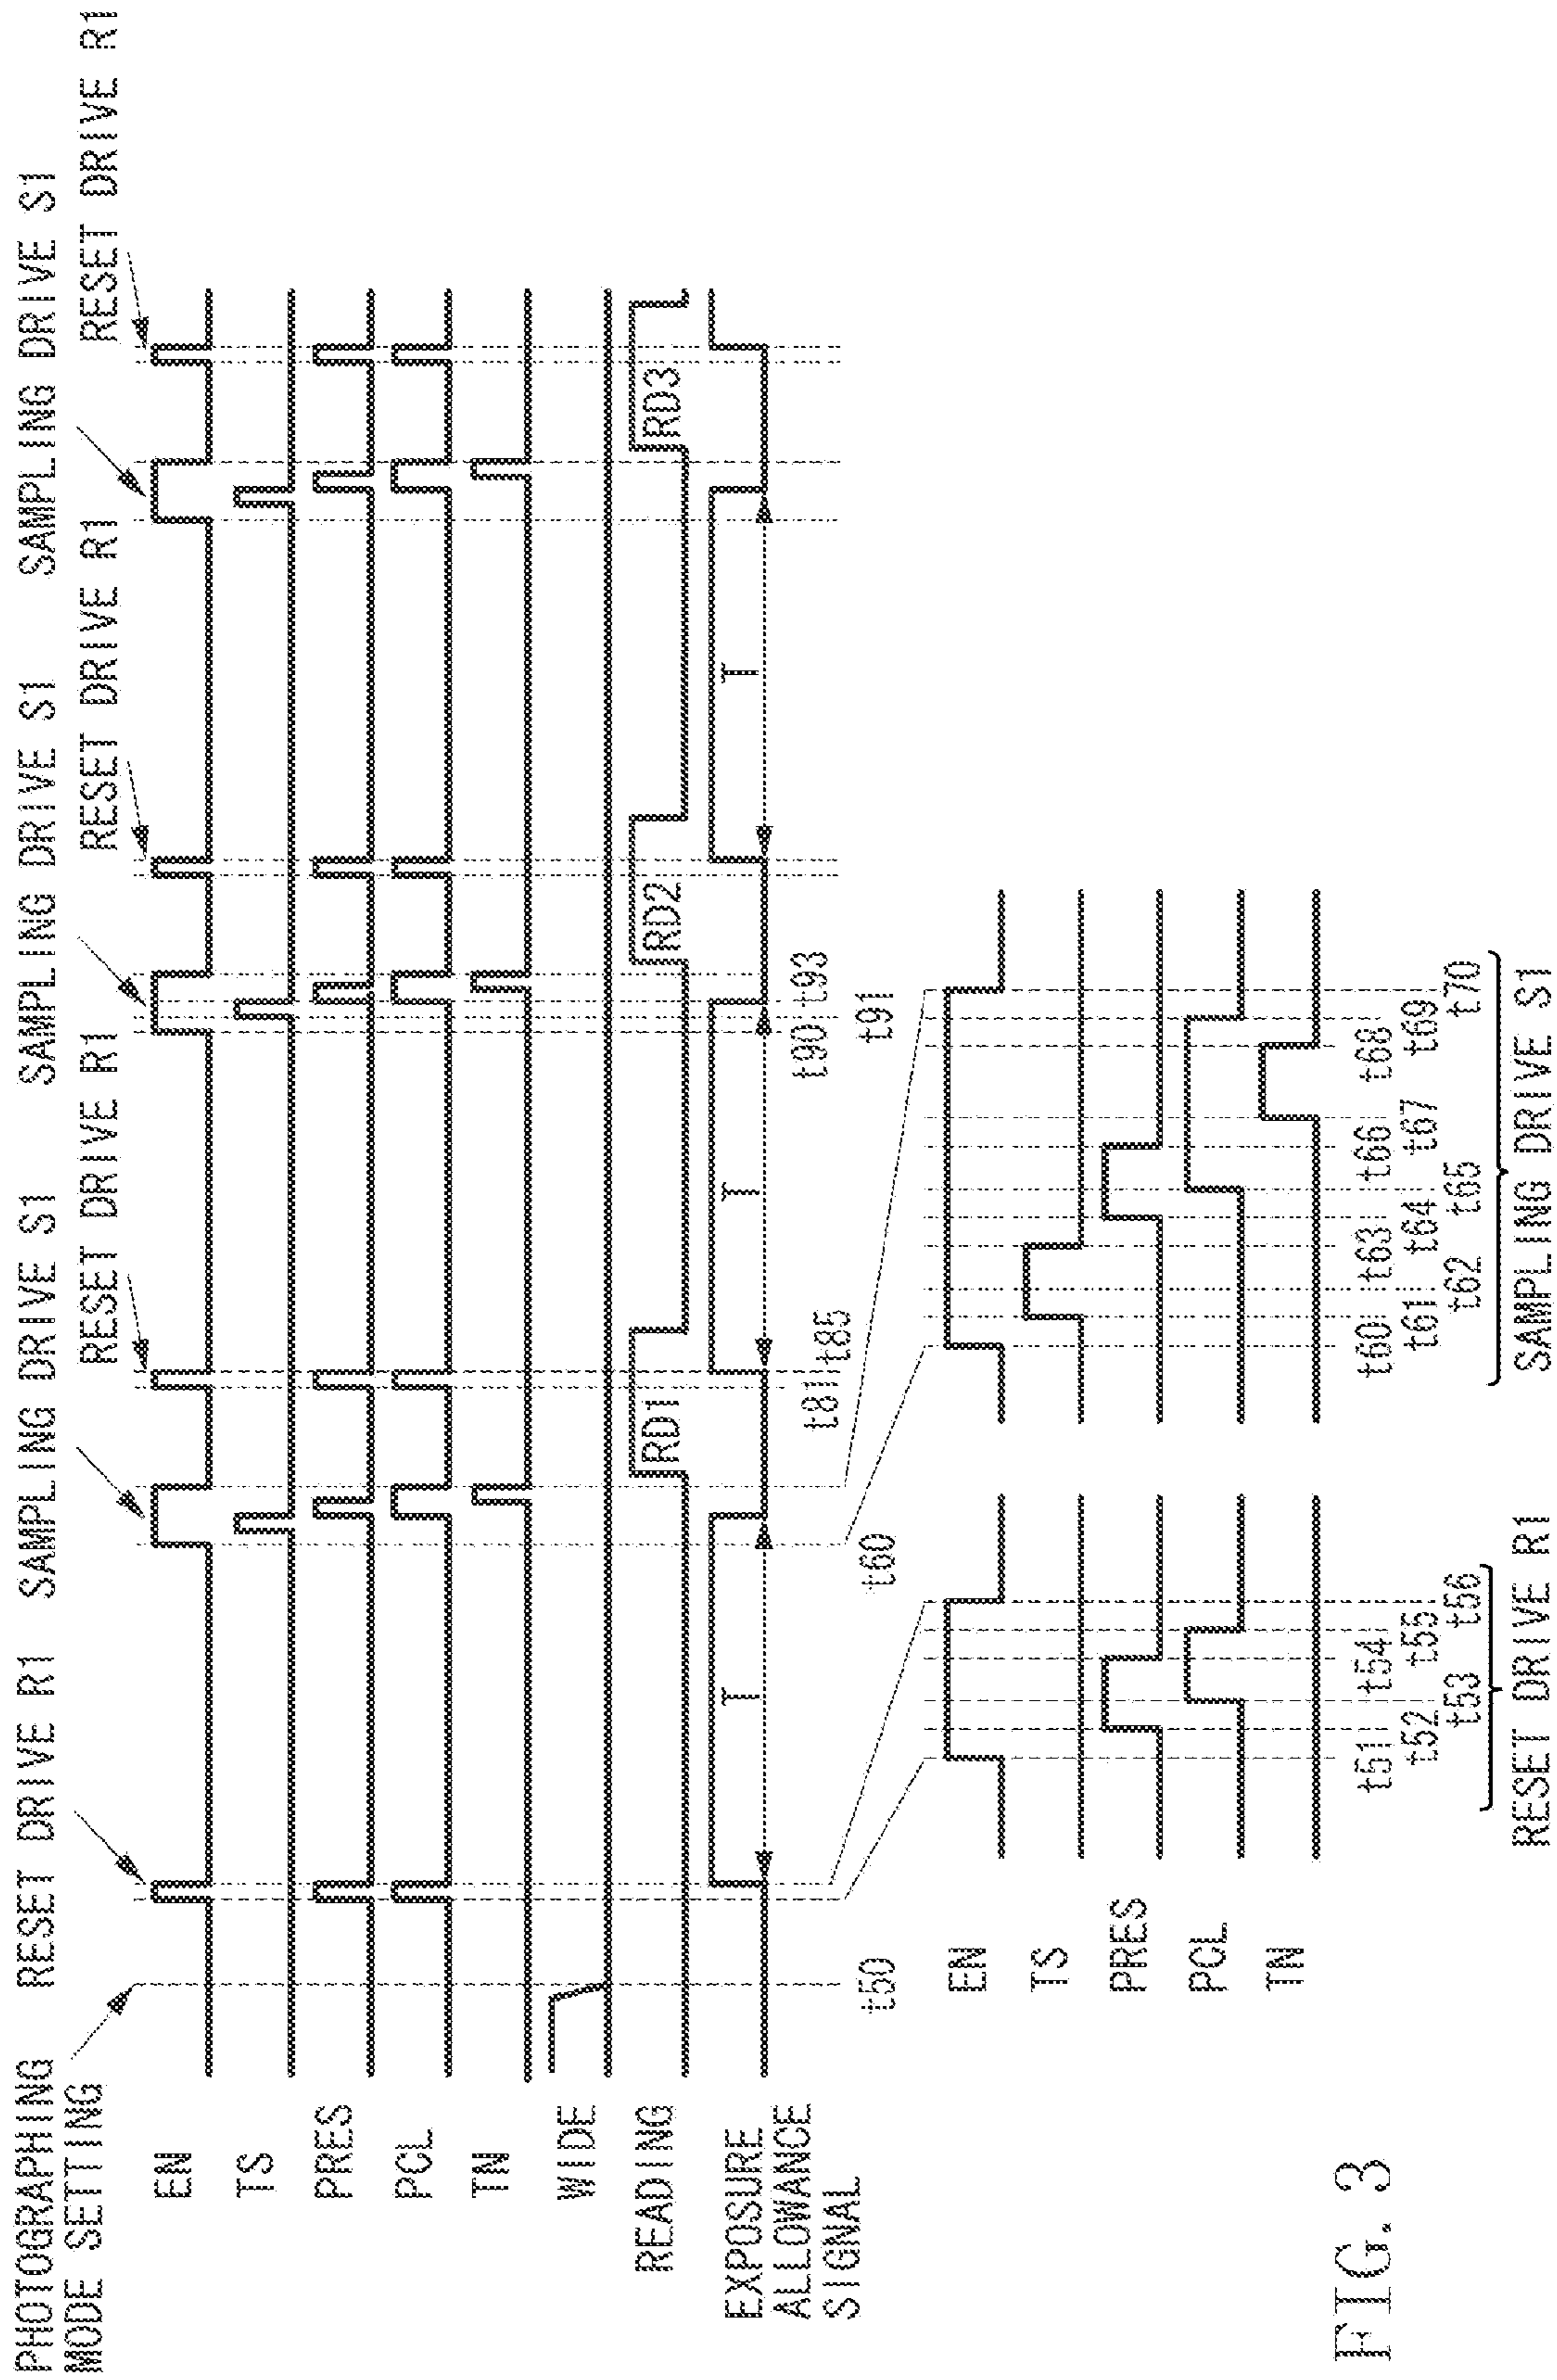 PHOTOGRAPHING
MODE SETTING
RESET DRIVE R1
SAMPLING DRIVE S1
RESET DRIVE R1
SAMPLING DRIVE S1
RESET DRIVE R1
SAMPLING DRIVE S1
RESET DRIVE R1
EN
TS
PRES
PCL
TN
WIDE
READING
RD1
RD2
RD3
EXPOSURE
ALLOWANCE
SIGNAL
T
T
T
t50
t60
t81
t85
t90
t93
t91
EN
TS
PRES
PCL
TN
t51
t54
t52
t55
t53
t56
RESET DRIVE R1
t60
t63
t66
t68
t61
t64
t67
t69
t62
t65
t70
SAMPLING DRIVE S1
FIG. 3